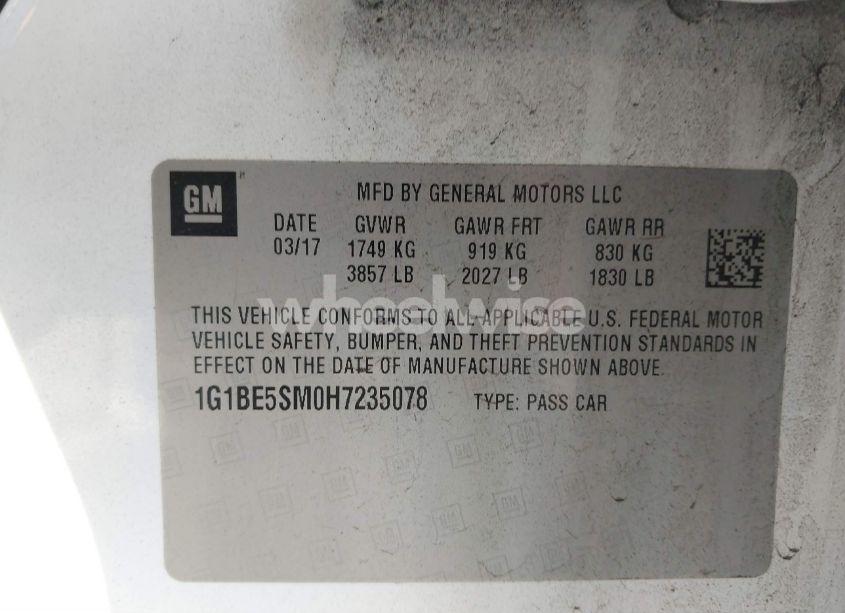 GM
MFD BY GENERAL MOTORS LLC
DATE GVWR GAWR FRT GAWR RR
03/17 1749 KG 919 KG 830 KG
3857 LB 2027 LB 1830 LB
wheelwise
THIS VEHICLE CONFORMS TO ALL APPLICABLE U.S. FEDERAL MOTOR
VEHICLE SAFETY, BUMPER, AND THEFT PREVENTION STANDARDS IN
EFFECT ON THE DATE OF MANUFACTURE SHOWN ABOVE.
1G1BE5SM0H7235078 TYPE: PASS CAR